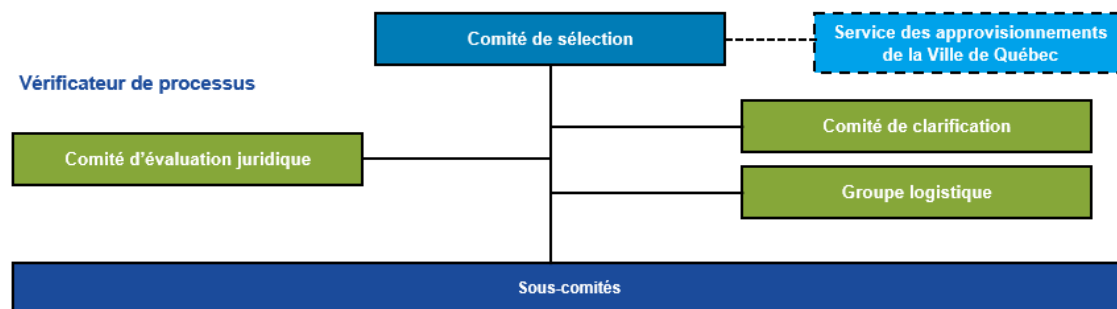 Comité de sélection
Service des approvisionnements
de la Ville de Québec
Vérificateur de processus
Comité de clarification
Comité d'évaluation juridique
Groupe logistique
Sous-comités